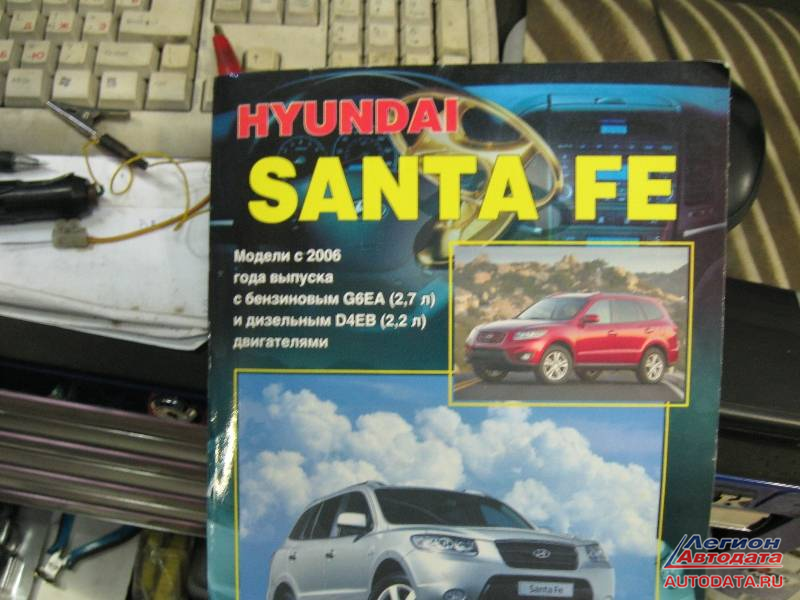 HYUNDAI
SANTA FE
Модели с 2006
года выпуска
с бензиновым G6EA (2,7 л)
и дизельным D4EB (2,2 л)
двигателями
Santa Fe
Легион
Автодата
AUTODATA.RU